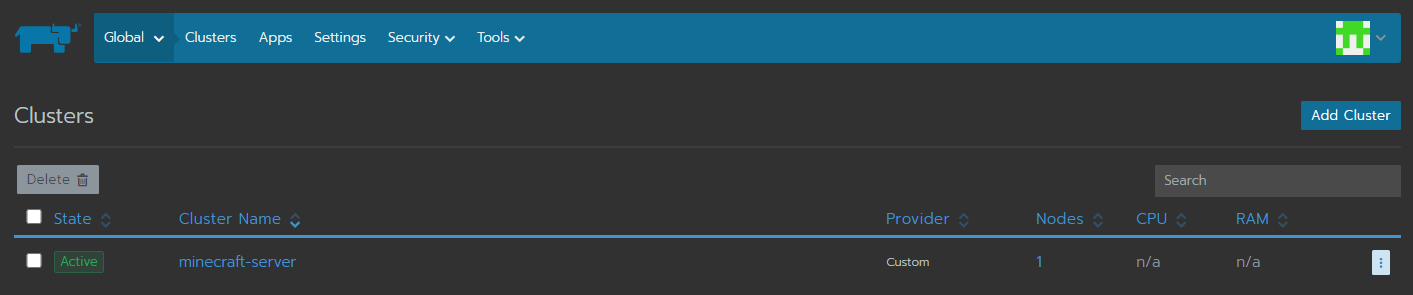 Global Clusters Apps Settings Security Tools
Clusters
Add Cluster
Delete
Search
State Cluster Name Provider Nodes CPU RAM
Active minecraft-server Custom 1 n/a n/a